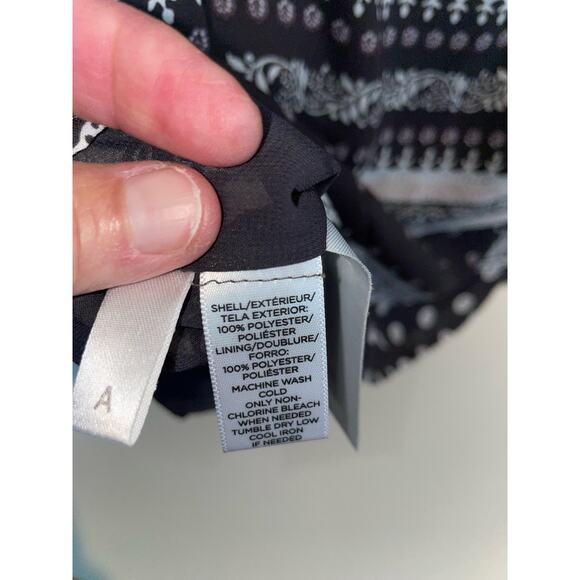 SHELL/EXTÉRIEUR/
TELA EXTERIOR:
100% POLYESTER/
POLIÉSTER
LINING/DOUBLURE/
FORRO:
100% POLYESTER/
POLIÉSTER
MACHINE WASH
COLD
ONLY NON-
CHLORINE BLEACH
WHEN NEEDED
TUMBLE DRY LOW
COOL IRON
IF NEEDED
A